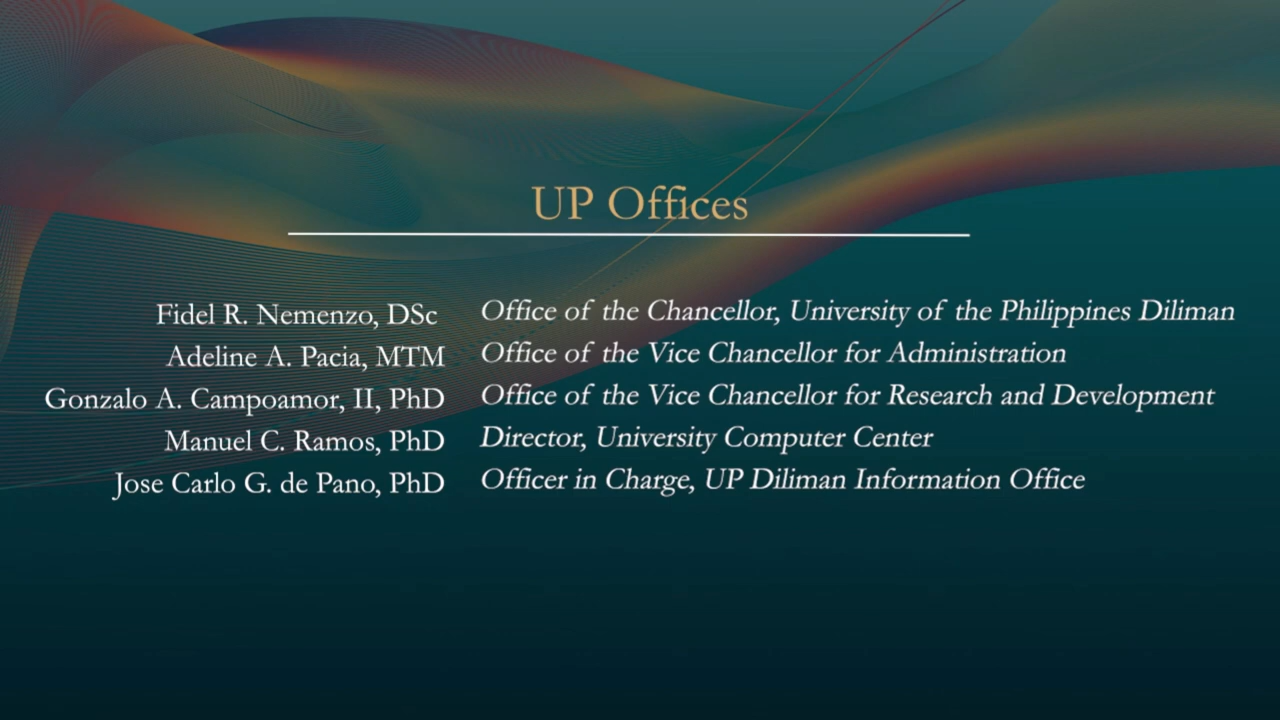 UP Offices
Fidel R. Nemenzo, DSc Office of the Chancellor, University of the Philippines Diliman
Adeline A. Pacia, MTM Office of the Vice Chancellor for Administration
Gonzalo A. Campoamor, II, PhD Office of the Vice Chancellor for Research and Development
Manuel C. Ramos, PhD Director, University Computer Center
Jose Carlo G. de Pano, PhD Officer in Charge, UP Diliman Information Office